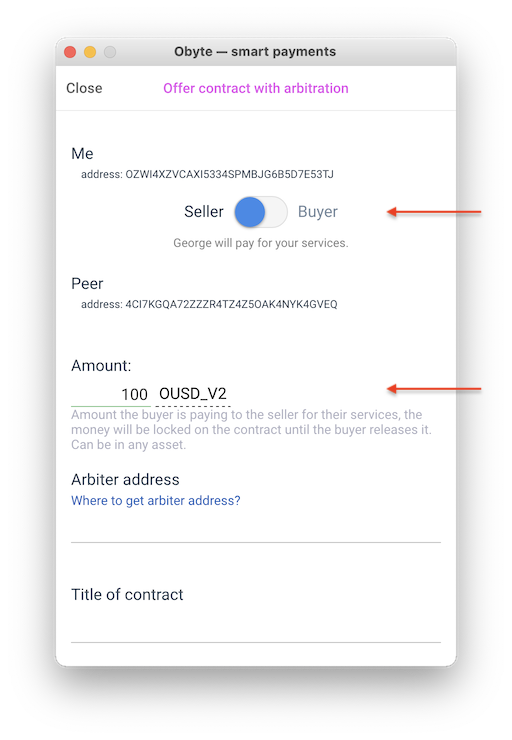 Obyte — smart payments
Close
Offer contract with arbitration
Me
address: OZWI4XZVCAXI5334SPMBJG6B5D7E53TJ
Seller
Buyer
George will pay for your services.
Peer
address: 4CI7KGQA72ZZZR4TZ4Z5OAK4NYK4GVEQ
Amount:
100 OUSD_V2
Amount the buyer is paying to the seller for their services, the
money will be locked on the contract until the buyer releases it.
Can be in any asset.
Arbiter address
Where to get arbiter address?
Title of contract